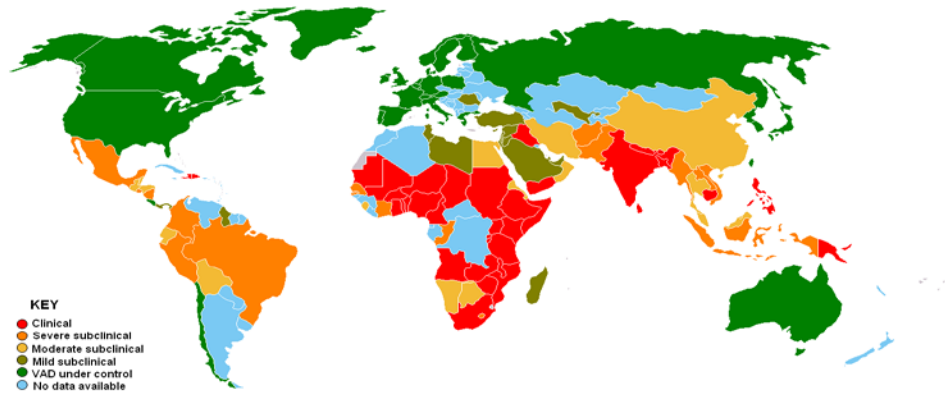 KEY
Clinical
Severe subclinical
Moderate subclinical
Mild subclinical
VAD under control
No data available